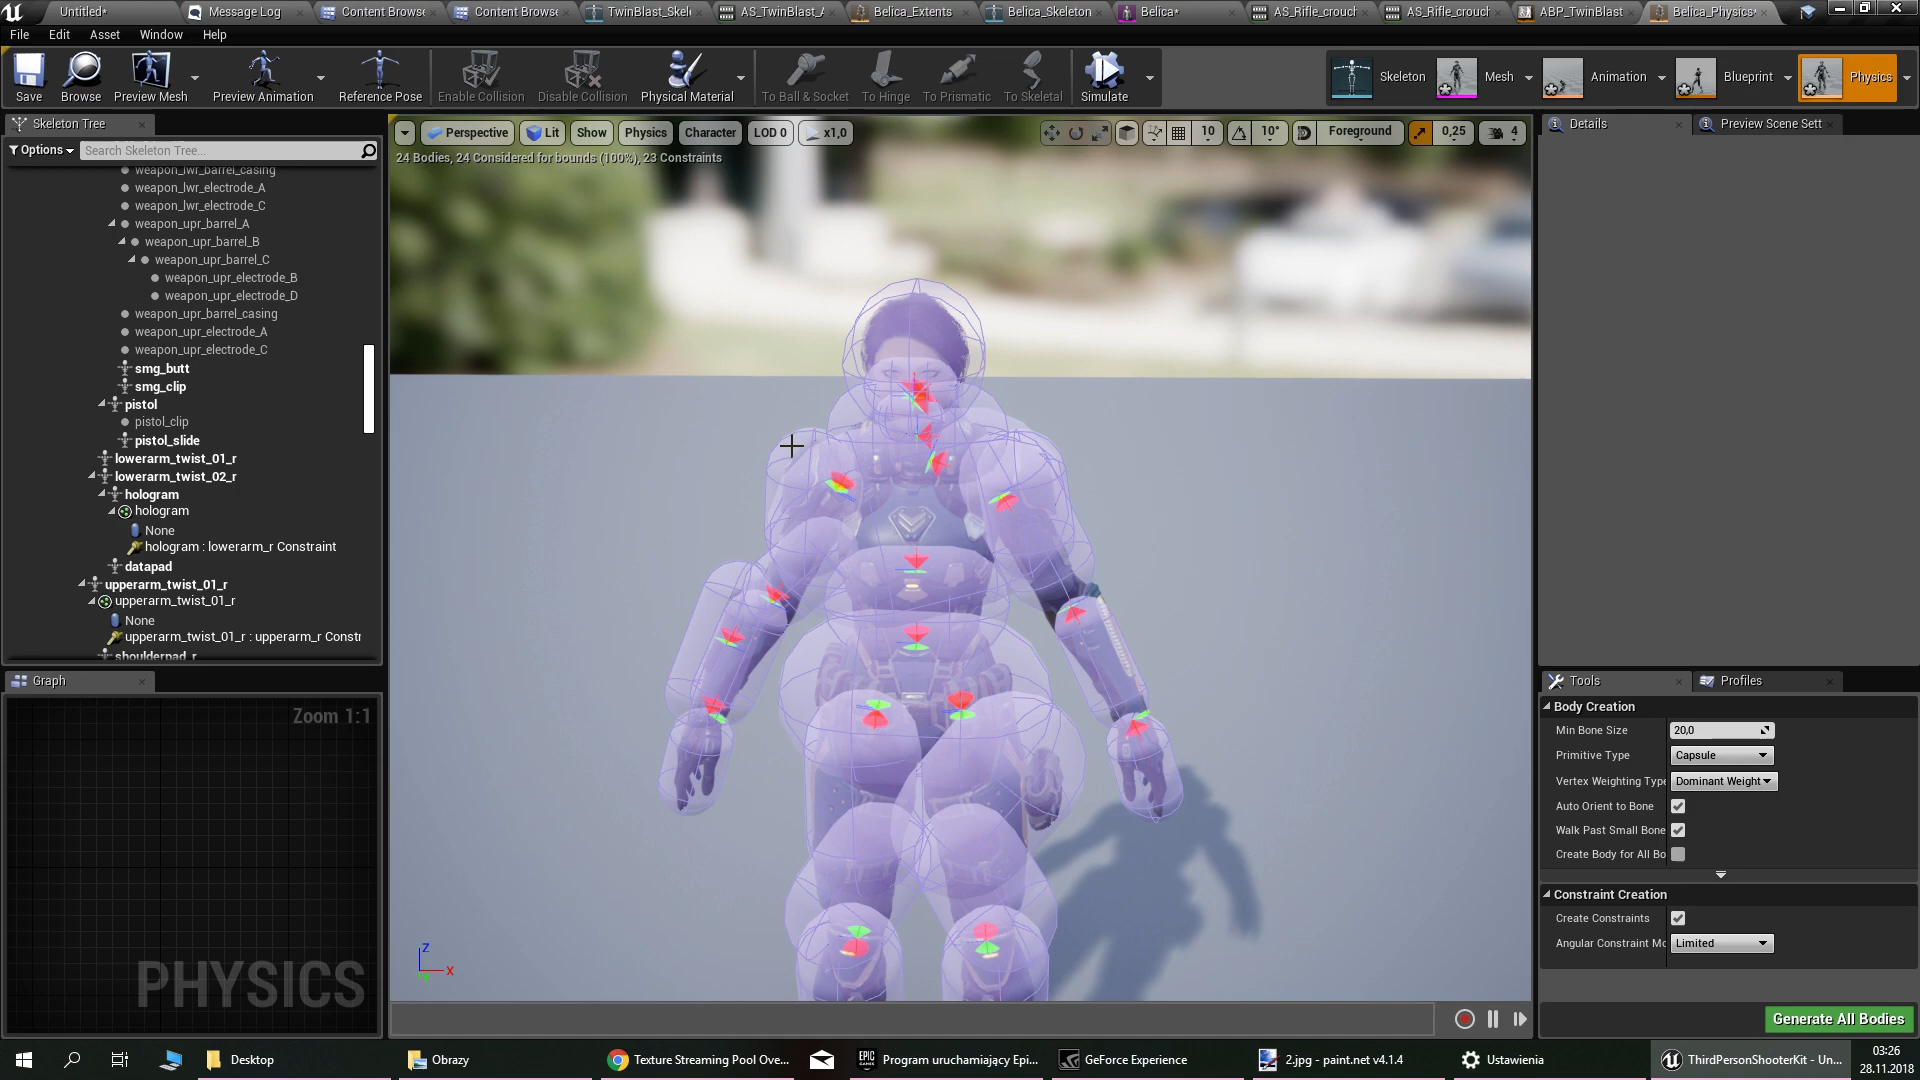 Untitled*
Message Log
Content Browse
Content Browse
TwinBlast_Skel
AS_TwinBlast_A
Belica_Extents
Belica_Skeleton
Belica*
AS_Rifle_crouch
AS_Rifle_crouch
ABP_TwinBlast
Belica_Physics*
File
Edit
Asset
Window
Help
Save
Browse
Preview Mesh
Preview Animation
Reference Pose
Enable Collision
Disable Collision
Physical Material
To Ball & Socket
To Hinge
To Prismatic
To Skeletal
Simulate
Skeleton
Mesh
Animation
Blueprint
Physics
Skeleton Tree
Options
Search Skeleton Tree...
weapon_lwr_barrel_casing
weapon_lwr_electrode_A
weapon_lwr_electrode_C
weapon_upr_barrel_A
weapon_upr_barrel_B
weapon_upr_barrel_C
weapon_upr_electrode_B
weapon_upr_electrode_D
weapon_upr_barrel_casing
weapon_upr_electrode_A
weapon_upr_electrode_C
smg_butt
smg_clip
pistol
pistol_clip
pistol_slide
lowerarm_twist_01_r
lowerarm_twist_02_r
hologram
hologram
None
hologram : lowerarm_r Constraint
datapad
upperarm_twist_01_r
upperarm_twist_01_r
None
upperarm_twist_01_r : upperarm_r Constr
shoulderpad_r
Graph
Zoom 1:1
PHYSICS
Perspective
Lit
Show
Physics
Character
LOD 0
x1,0
10
10°
Foreground
0,25
4
24 Bodies, 24 Considered for bounds (100%), 23 Constraints
Z
X
Y
Details
Preview Scene Sett
Tools
Profiles
Body Creation
Min Bone Size
20,0
Primitive Type
Capsule
Vertex Weighting Type
Dominant Weight
Auto Orient to Bone
Walk Past Small Bone
Create Body for All Bo
Constraint Creation
Create Constraints
Angular Constraint Mo
Limited
Generate All Bodies
Desktop
Obrazy
Texture Streaming Pool Ove...
EPIC GAMES
Program uruchamiający Epi...
GeForce Experience
2.jpg - paint.net v4.1.4
Ustawienia
ThirdPersonShooterKit - Un...
03:26
28.11.2018